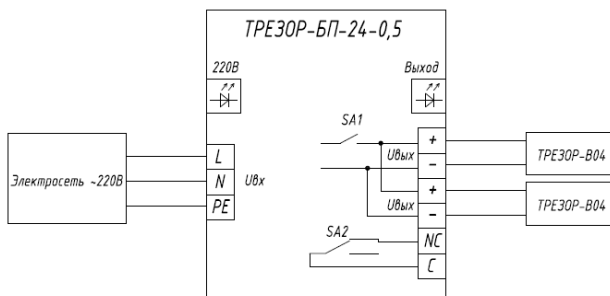 ТРЕЗОР-БП-24-0,5
220В
Выход
SA1
+
Uвых
-
ТРЕЗОР-В04
Электросеть ~220В
L
N
PE
Uвх
+
Uвых
-
ТРЕЗОР-В04
SA2
NC
C